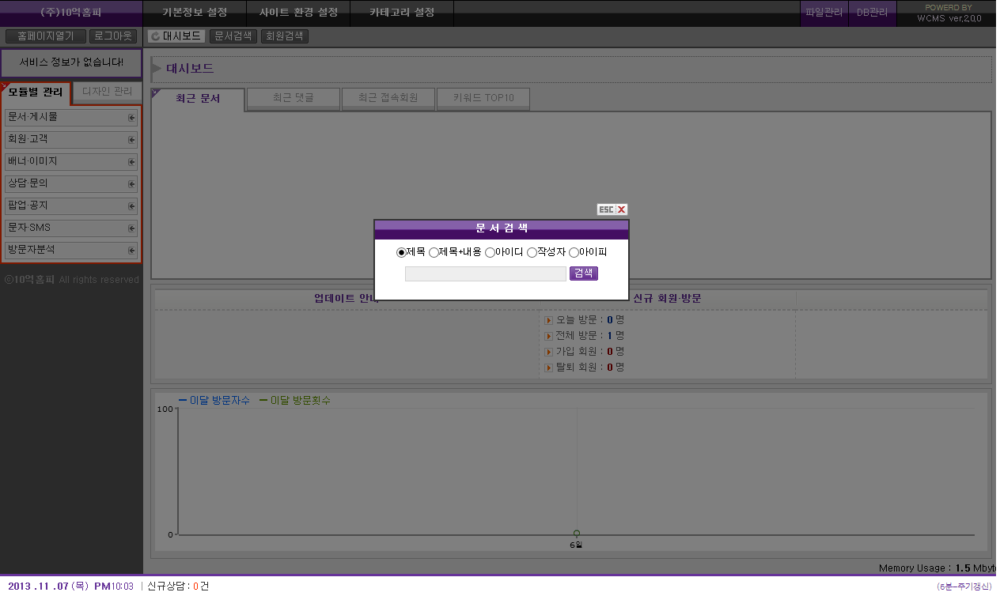 (주)10억홈피 기본정보 설정 사이트 환경 설정 카테고리 설정 파일관리 DB관리 POWERD BY
WCMS ver,2,0,0
홈페이지열기 로그아웃 대시보드 문서검색 회원검색
서비스 정보가 없습니다!
대시보드
모듈별 관리 디자인 관리
최근 문서 최근 댓글 최근 접속회원 키워드 TOP10
문서·게시물
회원·고객
배너·이미지
상담·문의
팝업·공지
문자·SMS
방문자분석
ⓒ10억홈피 All rights reserved
ESC X
문 서 검 색
제목 제목+내용 아이디 작성자 아이피
검색
업데이트 안내 신규 회원·방문
오늘 방문 : 0 명
전체 방문 : 1 명
가입 회원 : 0 명
탈퇴 회원 : 0 명
이달 방문자수 이달 방문횟수
100
0
6월
Memory Usage : 1.5 Mbyt
2013 .11 .07 (목) PM 10:03 | 신규상담 : 0 건 (6분-주기갱신)